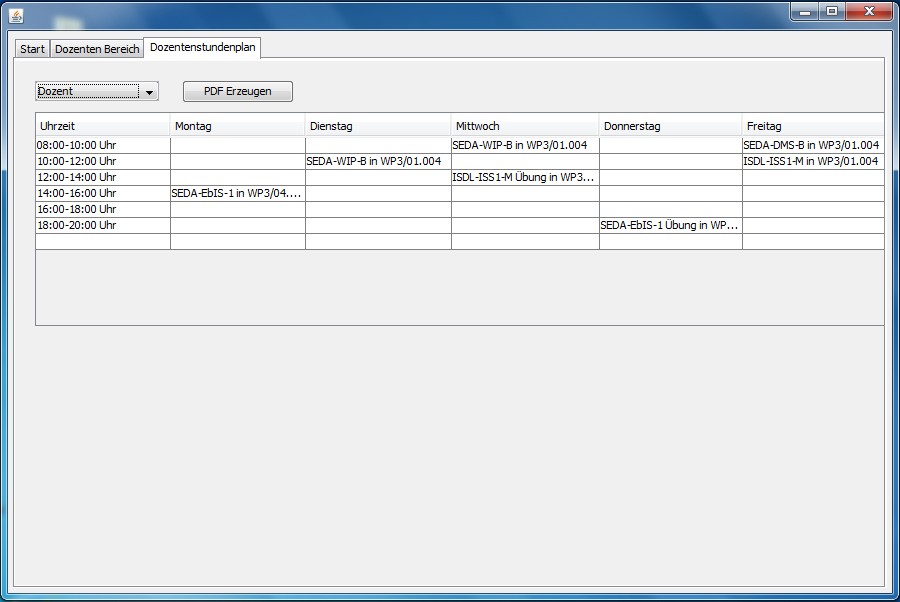 Start Dozenten Bereich Dozentenstundenplan
Dozent PDF Erzeugen
Uhrzeit Montag Dienstag Mittwoch Donnerstag Freitag
08:00-10:00 Uhr SEDA-WIP-B in WP3/01.004 SEDA-DMS-B in WP3/01.004
10:00-12:00 Uhr SEDA-WIP-B in WP3/01.004 ISDL-ISS1-M in WP3/01.004
12:00-14:00 Uhr ISDL-ISS1-M Übung in WP3...
14:00-16:00 Uhr SEDA-EbIS-1 in WP3/04....
16:00-18:00 Uhr
18:00-20:00 Uhr SEDA-EbIS-1 Übung in WP...